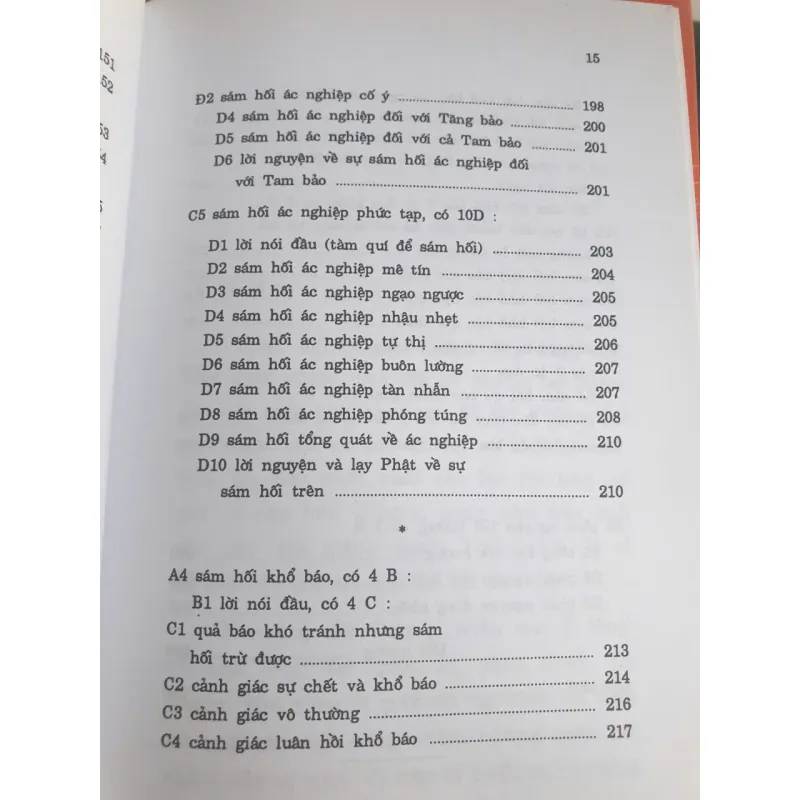 151
52
53
54
5
15
Đ2 sám hối ác nghiệp cố ý ........ 198
D4 sám hối ác nghiệp đối với Tăng bảo ........ 200
D5 sám hối ác nghiệp đối với cả Tam bảo ........ 201
D6 lời nguyện về sự sám hối ác nghiệp đối
với Tam bảo ........ 201
C5 sám hối ác nghiệp phức tạp, có 10D :
D1 lời nói đầu (tàm quí để sám hối) ........ 203
D2 sám hối ác nghiệp mê tín ........ 204
D3 sám hối ác nghiệp ngạo ngược ........ 205
D4 sám hối ác nghiệp nhậu nhẹt ........ 205
D5 sám hối ác nghiệp tự thị ........ 206
D6 sám hối ác nghiệp buôn lường ........ 207
D7 sám hối ác nghiệp tàn nhẫn ........ 207
D8 sám hối ác nghiệp phóng túng ........ 208
D9 sám hối tổng quát về ác nghiệp ........ 210
D10 lời nguyện và lạy Phật về sự
sám hối trên ........ 210
*
A4 sám hối khổ báo, có 4 B :
B1 lời nói đầu, có 4 C :
C1 quả báo khó tránh nhưng sám
hối trừ được ........ 213
C2 cảnh giác sự chết và khổ báo ........ 214
C3 cảnh giác vô thường ........ 216
C4 cảnh giác luân hồi khổ báo ........ 217